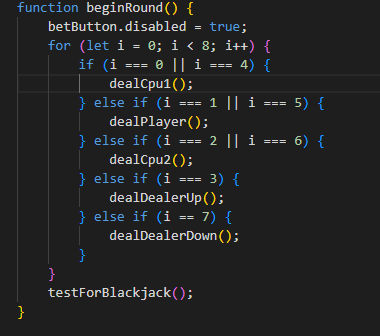 function beginRound() {
    betButton.disabled = true;
    for (let i = 0; i < 8; i++) {
        if (i === 0 || i === 4) {
            dealCpu1();
        } else if (i === 1 || i === 5) {
            dealPlayer();
        } else if (i === 2 || i === 6) {
            dealCpu2();
        } else if (i === 3) {
            dealDealerUp();
        } else if (i == 7) {
            dealDealerDown();
        }
    }
    testForBlackjack();
}